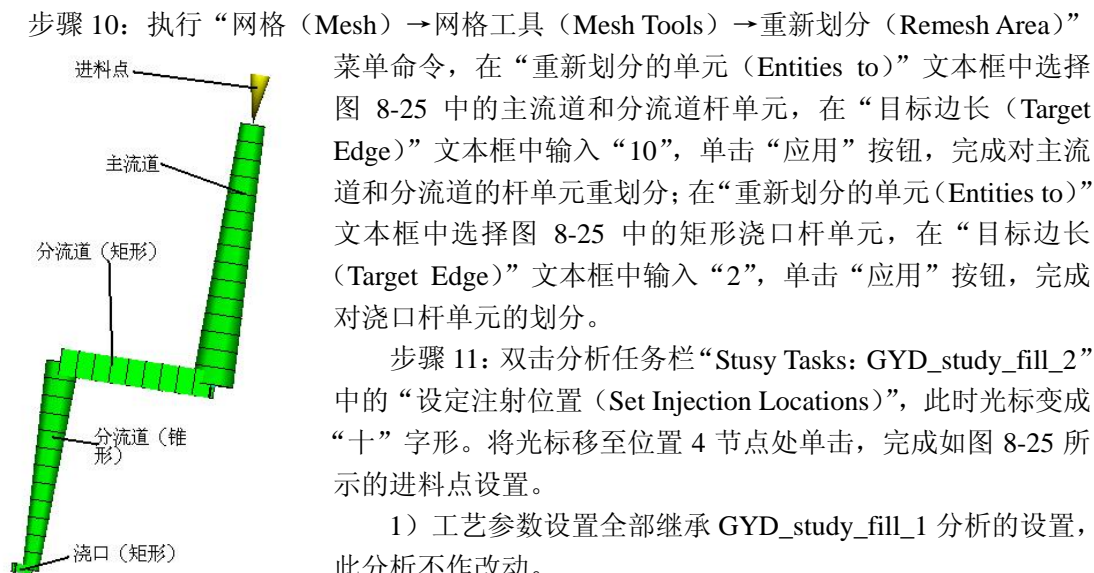 步骤 10：执行“网格（Mesh）→网格工具（Mesh Tools）→重新划分（Remesh Area）”
菜单命令，在“重新划分的单元（Entities to）”文本框中选择
图 8-25 中的主流道和分流道杆单元，在“目标边长（Target
Edge）”文本框中输入“10”，单击“应用”按钮，完成对主流
道和分流道的杆单元重划分；在“重新划分的单元（Entities to）”
文本框中选择图 8-25 中的矩形浇口杆单元，在“目标边长
（Target Edge）”文本框中输入“2”，单击“应用”按钮，完成
对浇口杆单元的划分。
步骤 11：双击分析任务栏“Stusy Tasks：GYD_study_fill_2”
中的“设定注射位置（Set Injection Locations）”，此时光标变成
“十”字形。将光标移至位置 4 节点处单击，完成如图 8-25 所
示的进料点设置。
1）工艺参数设置全部继承 GYD_study_fill_1 分析的设置，
此分析不作改动。
进料点
主流道
分流道（矩形）
分流道（锥
形）
浇口（矩形）